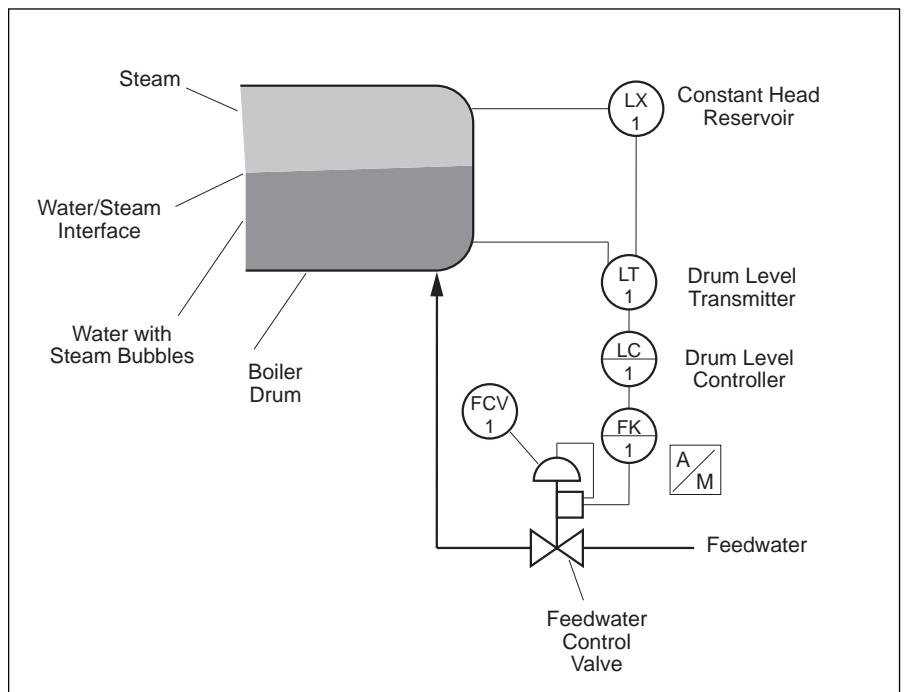 Steam
LX
1
Constant Head
Reservoir
Water/Steam
Interface
LT
1
Drum Level
Transmitter
Water with
Steam Bubbles
Boiler
Drum
LC
1
Drum Level
Controller
FCV
1
FK
1
A
M
Feedwater
Feedwater
Control
Valve